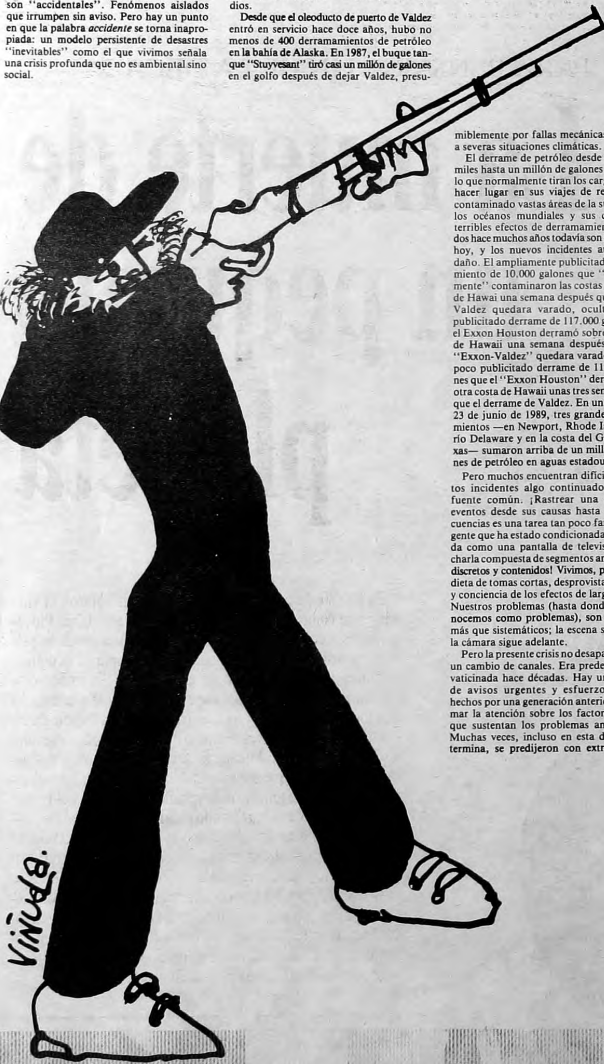 son "accidentales". Fenómenos aislados
que irrumpen sin aviso. Pero hay un punto
en que la palabra accidente se torna inapro-
piada: un modelo persistente de desastres
"inevitables" como el que vivimos señala
una crisis profunda que no es ambiental sino
social.
dios.
Desde que el oleoducto de puerto de Valdez
entró en servicio hace doce años, hubo no
menos de 400 derramamientos de petróleo
en la bahía de Alaska. En 1987, el buque tan-
que "Stuyvesant" tiró casi un millón de galones
en el golfo después de dejar Valdez, presu-
miblemente por fallas mecánicas
a severas situaciones climáticas.
El derrame de petróleo desde
miles hasta un millón de galones
lo que normalmente tiran los car
hacer lugar en sus viajes de re
contaminado vastas áreas de la su
los océanos mundiales y sus
terribles efectos de derramamien
dos hace muchos años todavía son
hoy, y los nuevos incidentes a
daño. El ampliamente publicitad
miento de 10.000 galones que "
mente" contaminaron las costas
de Hawai una semana después qu
Valdez quedara varado, ocul
publicitado derrame de 117.000 g
el Exxon Houston derramó sobre
de Hawaii una semana después
"Exxon-Valdez" quedara varad
poco publicitado derrame de 11
nes que el "Exxon Houston" der
otra costa de Hawaii unas tres ser
que el derrame de Valdez. En un
23 de junio de 1989, tres grande
mientos —en Newport, Rhode I
río Delaware y en la costa del G
xas— sumaron arriba de un mill
nes de petróleo en aguas estadou
Pero muchos encuentran difici
tos incidentes algo continuado
fuente común. ¡Rastrear una
eventos desde sus causas hasta
cuencias es una tarea tan poco fa
gente que ha estado condicionada
da como una pantalla de televis
charla compuesta de segmentos ar
discretos y contenidos! Vivimos, p
dieta de tomas cortas, desprovista
y conciencia de los efectos de larg
Nuestros problemas (hasta dond
nocemos como problemas), son
más que sistemáticos; la escena s
la cámara sigue adelante.
Pero la presente crisis no desapa
un cambio de canales. Era prede
vaticinada hace décadas. Hay un
de avisos urgentes y esfuerzo
hechos por una generación anterio
mar la atención sobre los factor
que sustentan los problemas am
Muchas veces, incluso en esta d
termina, se predijeron con extr
VIÑUELA.